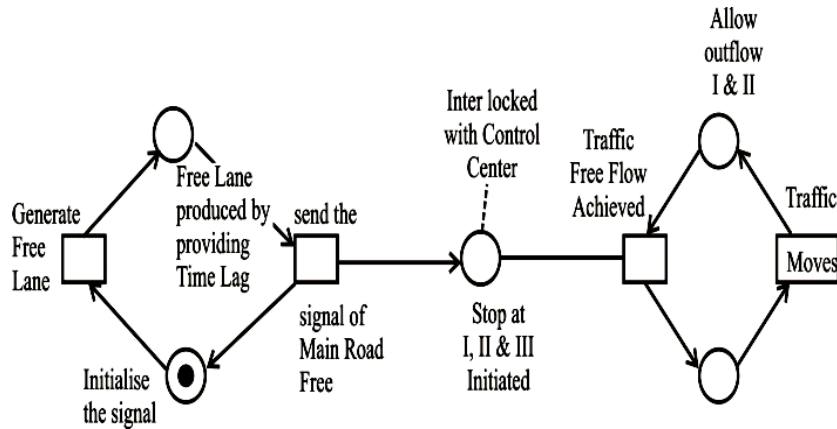 Allow
outflow
I & II
Inter locked
with Control
Center
Traffic
Free Flow
Achieved
Free Lane
produced by
providing
Time Lag
Generate
Free
Lane
send the
signal of
Main Road
Free
Traffic
Moves
Stop at
I, II & III
Initiated
Initialise
the signal